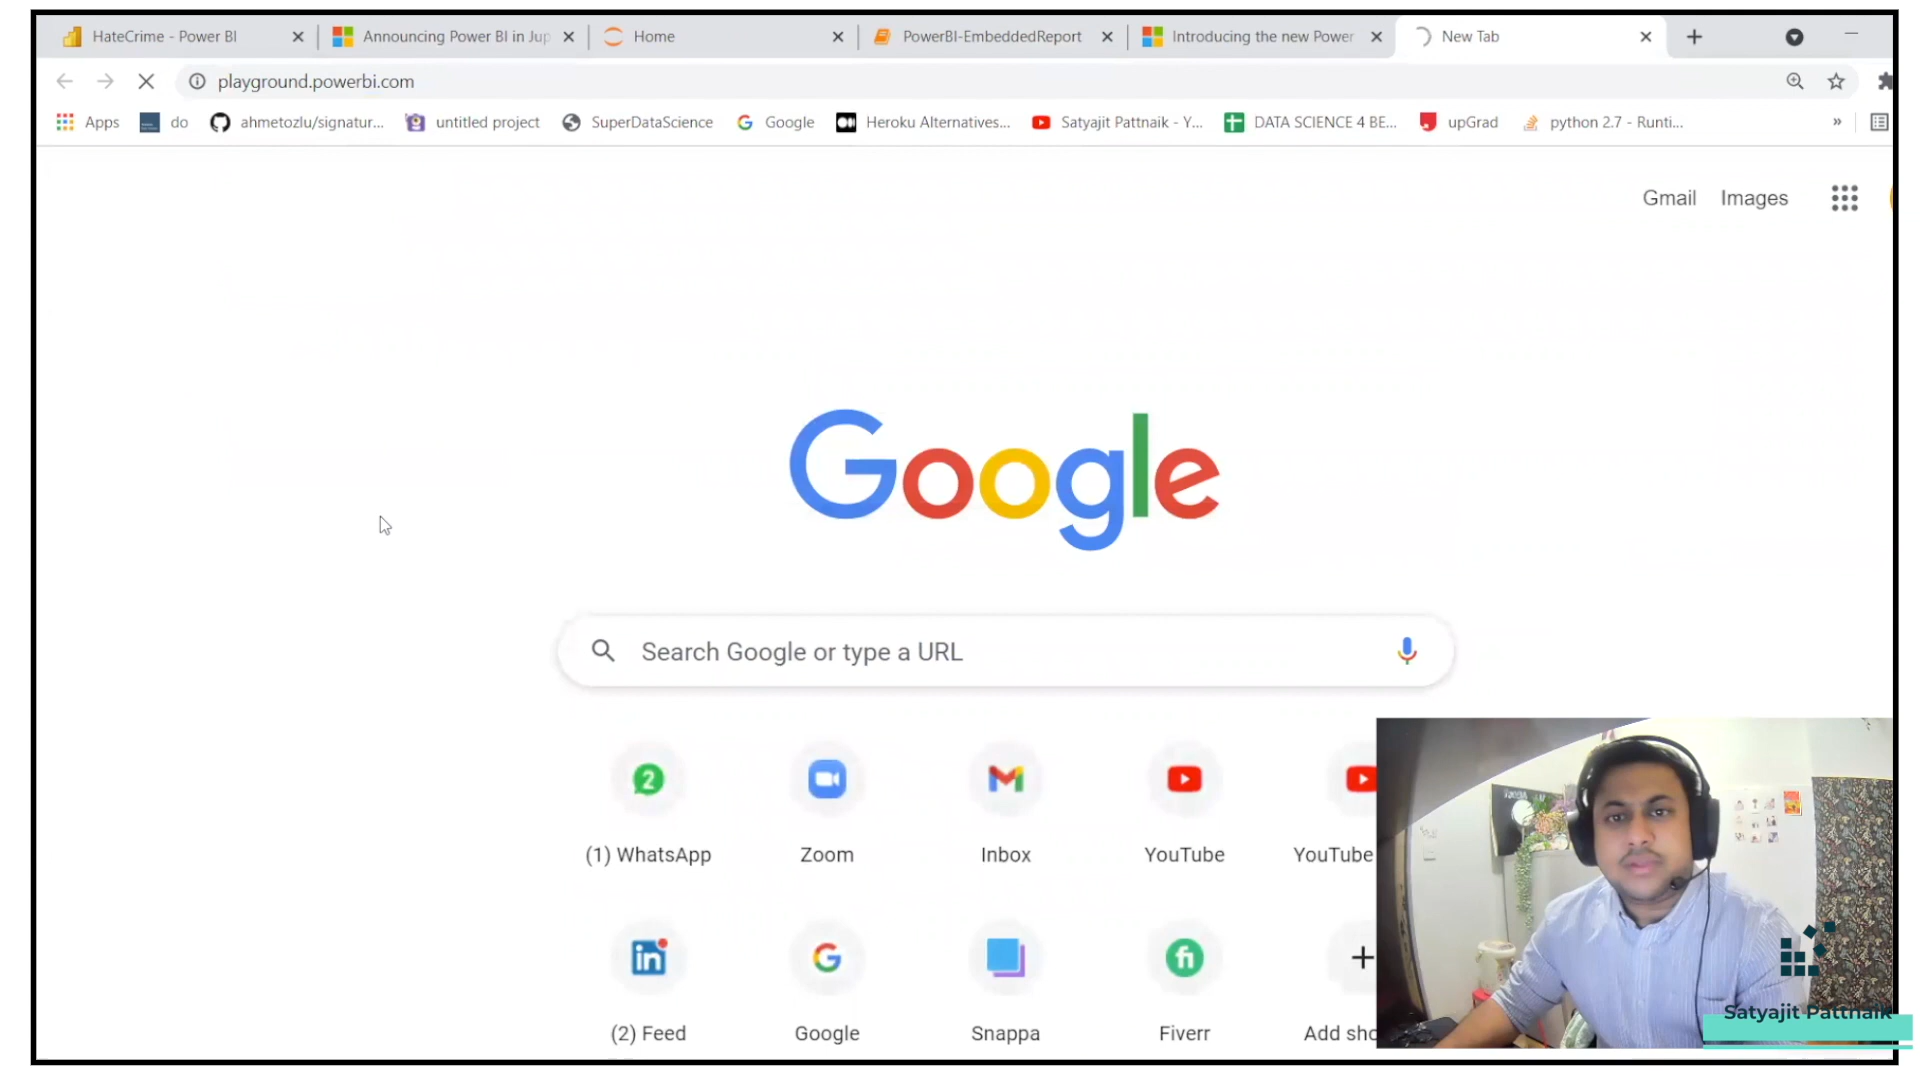 HateCrime - Power BI
Announcing Power BI in Jup
Home
PowerBI-EmbeddedReport
Introducing the new Power
New Tab
playground.powerbi.com
Apps
do
ahmetozlu/signatur...
untitled project
SuperDataScience
Google
Heroku Alternatives...
Satyajit Pattnaik - Y...
DATA SCIENCE 4 BE...
upGrad
python 2.7 - Runti...
»
Gmail
Images
Google
Search Google or type a URL
2
(1) WhatsApp
Zoom
Inbox
YouTube
YouTube
in
(2) Feed
Google
Snappa
fi
Fiverr
Add sho
Satyajit Pattnaik